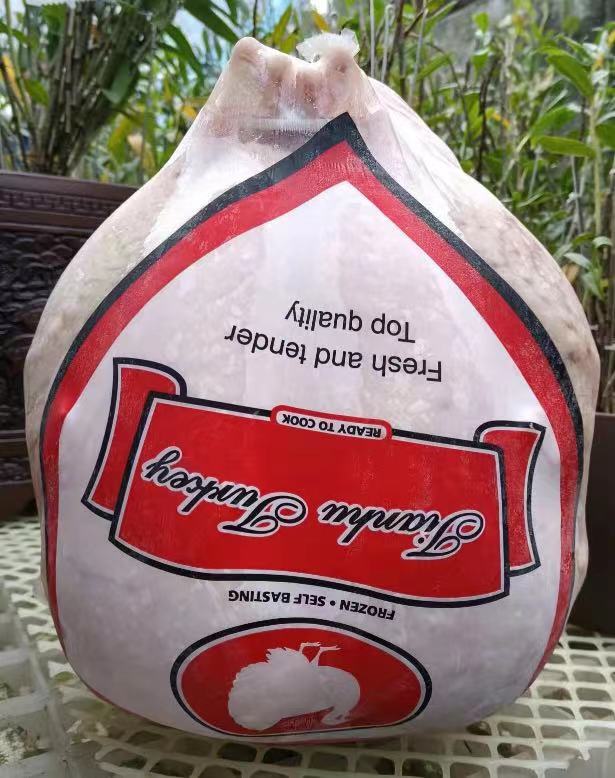 FROZEN • SELF BASTING
Tianhu Turkey
READY TO COOK
Fresh and tender
Top quality